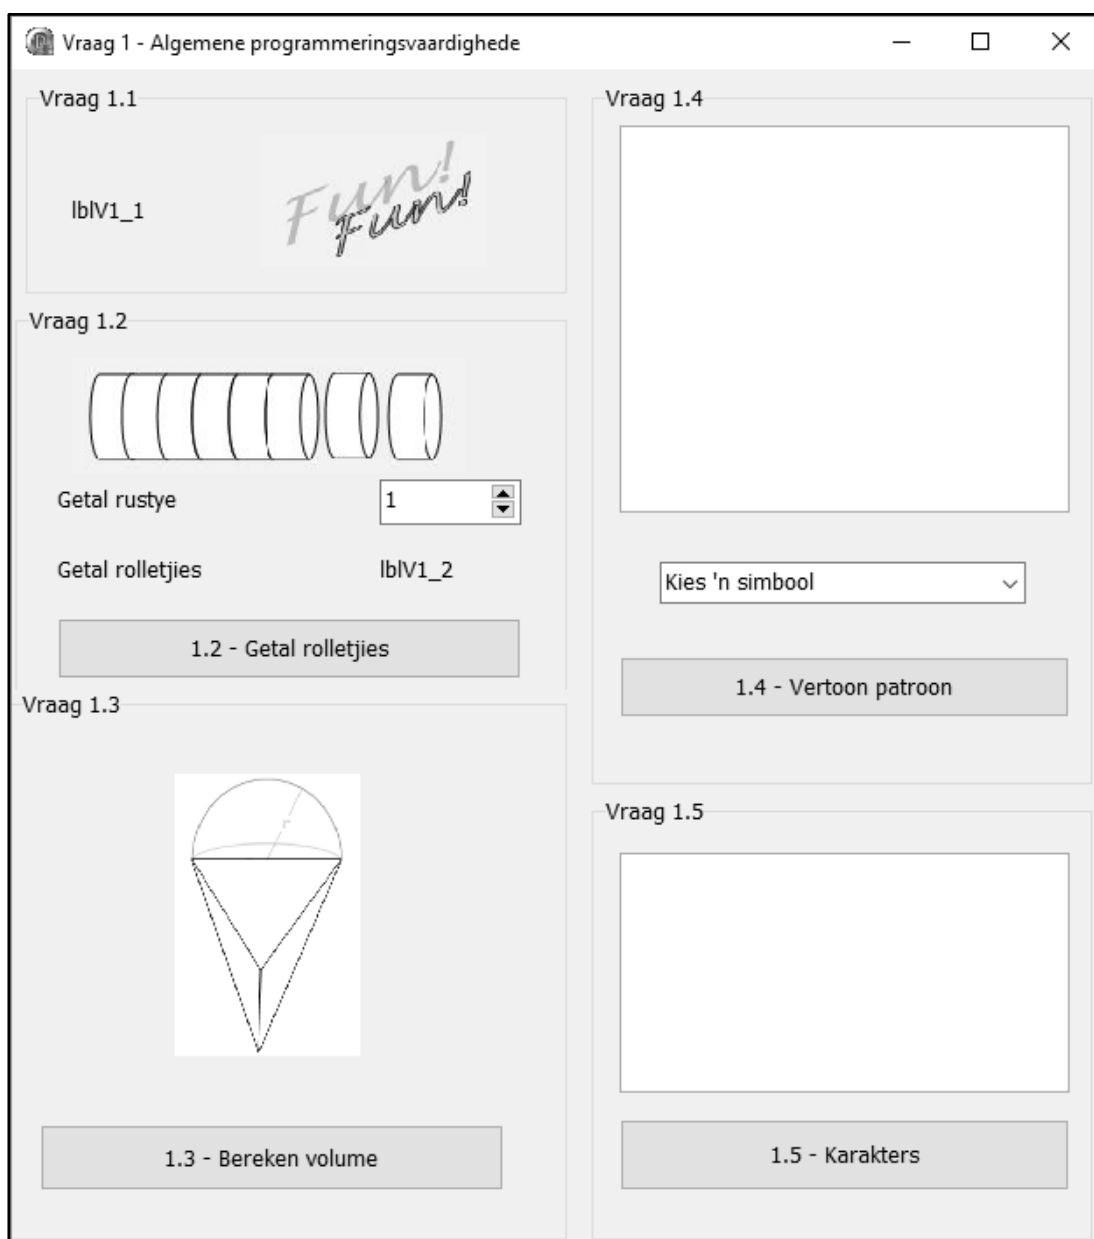 Vraag 1 - Algemene programmeringsvaardighede
Vraag 1.1
lblV1_1
Fun!
Fun!
Vraag 1.2
Getal rustye
1
Getal rolletjies
lblV1_2
1.2 - Getal rolletjies
Vraag 1.3
r
1.3 - Bereken volume
Vraag 1.4
Kies 'n simbool
1.4 - Vertoon patroon
Vraag 1.5
1.5 - Karakters